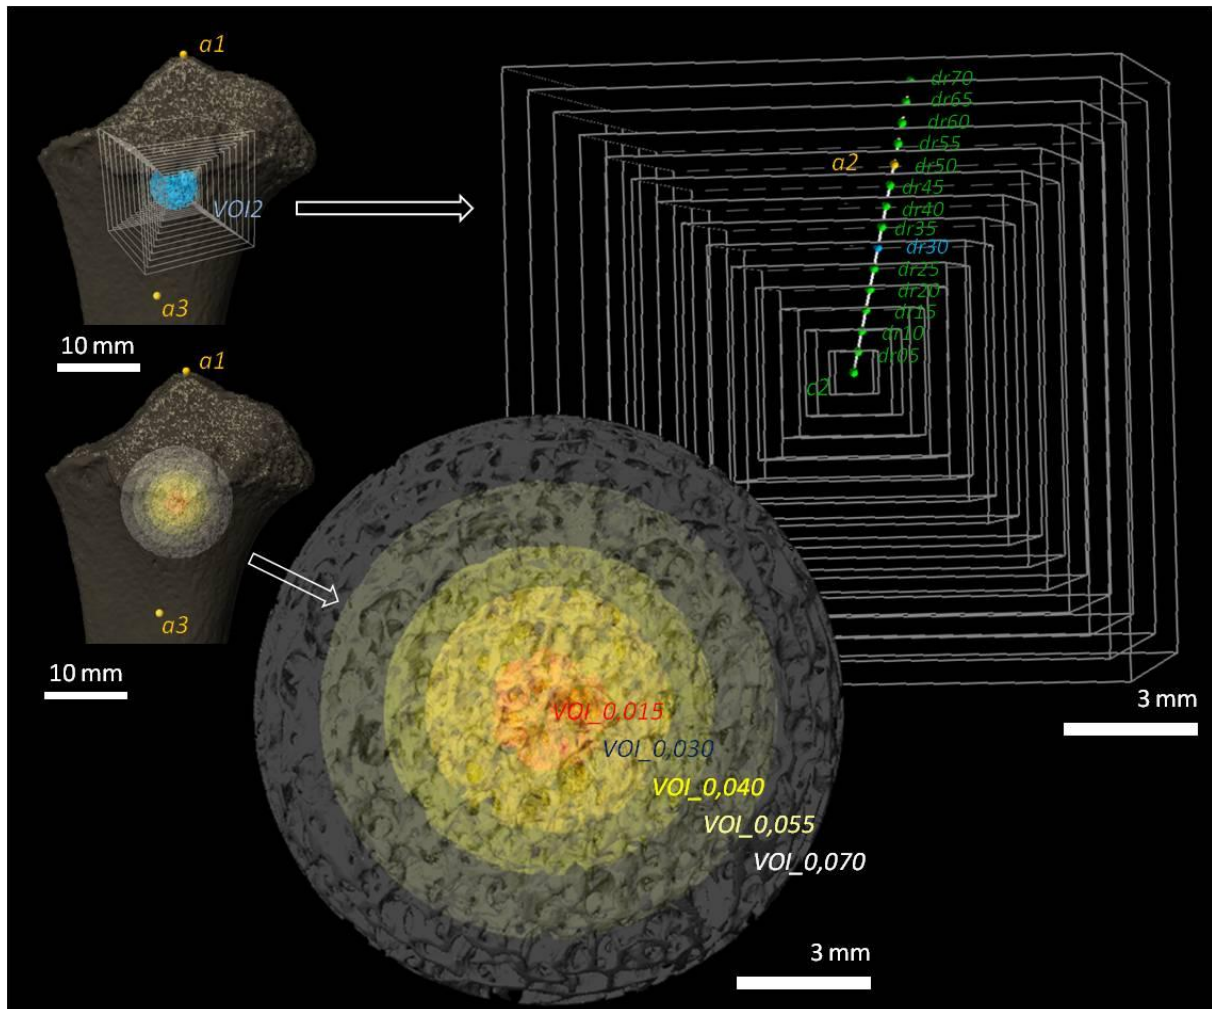 a1
VOI2
a3
10 mm
dr70
dr65
dr60
dr55
a2
dr50
dr45
dr40
dr35
dr30
dr25
dr20
dr15
dr10
dr05
c2
3 mm
a1
a3
10 mm
VOI_0,015
VOI_0,030
VOI_0,040
VOI_0,055
VOI_0,070
3 mm